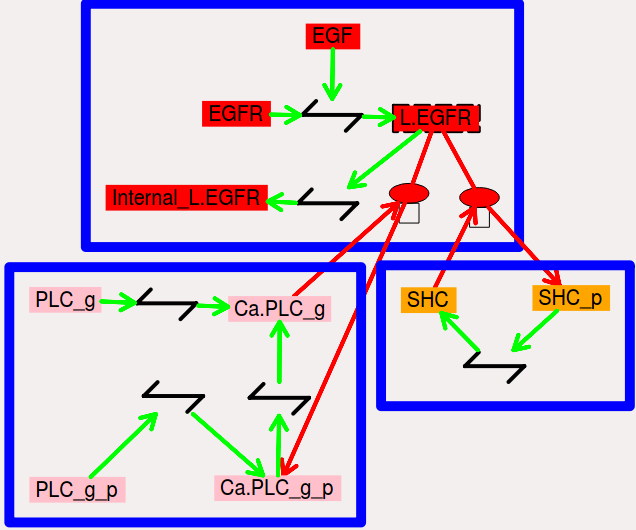 EGF
EGFR
L.EGFR
Internal_L.EGFR
PLC_g
Ca.PLC_g
SHC
SHC_p
PLC_g_p
Ca.PLC_g_p